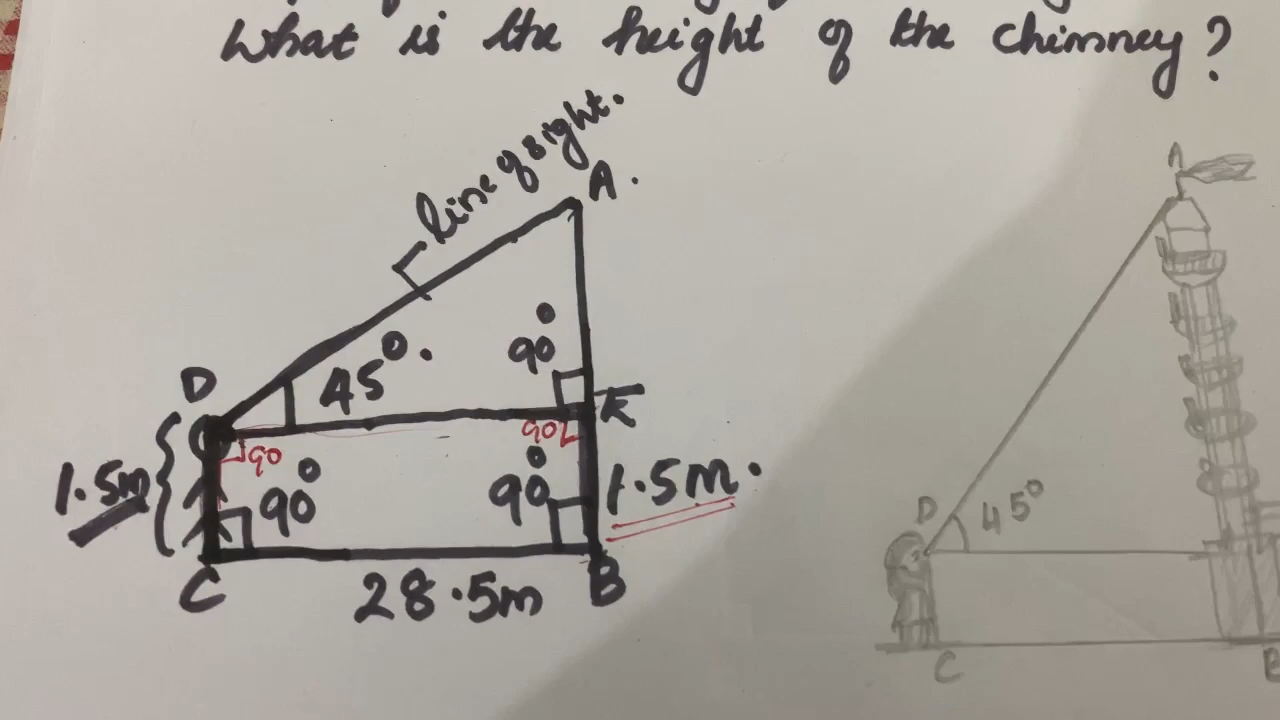 What is the height of the chimney?
line of sight.
A.
A
90°
D
45°.
E
90
90
1.5m
90°
90°
1.5m.
D
45°
C
28.5m
B
C
B